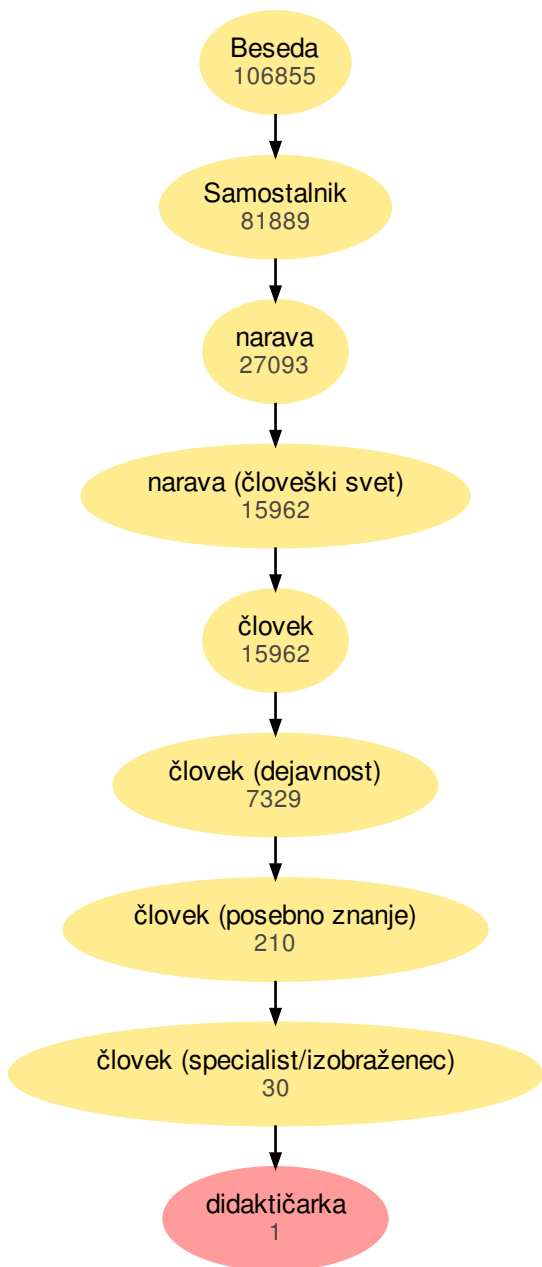 Beseda
106855
Samostalnik
81889
narava
27093
narava (človeški svet)
15962
človek
15962
človek (dejavnost)
7329
človek (posebno znanje)
210
človek (specialist/izobraženec)
30
didaktičarka
1